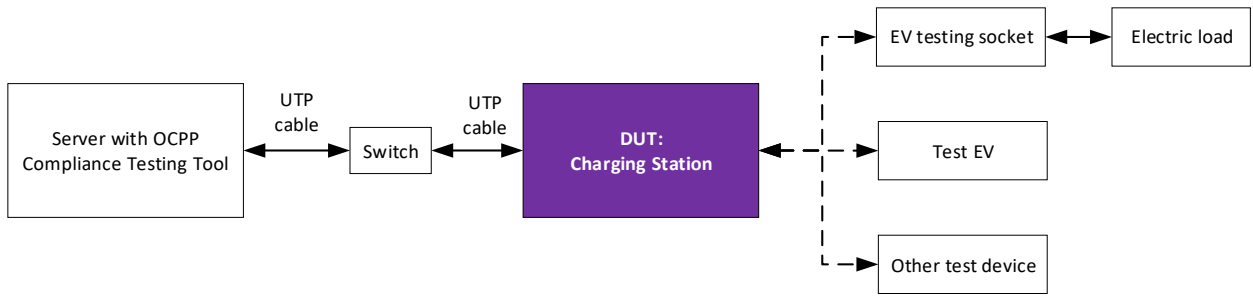 Server with OCPP
Compliance Testing Tool
UTP
cable
Switch
UTP
cable
DUT:
Charging Station
EV testing socket
Electric load
Test EV
Other test device